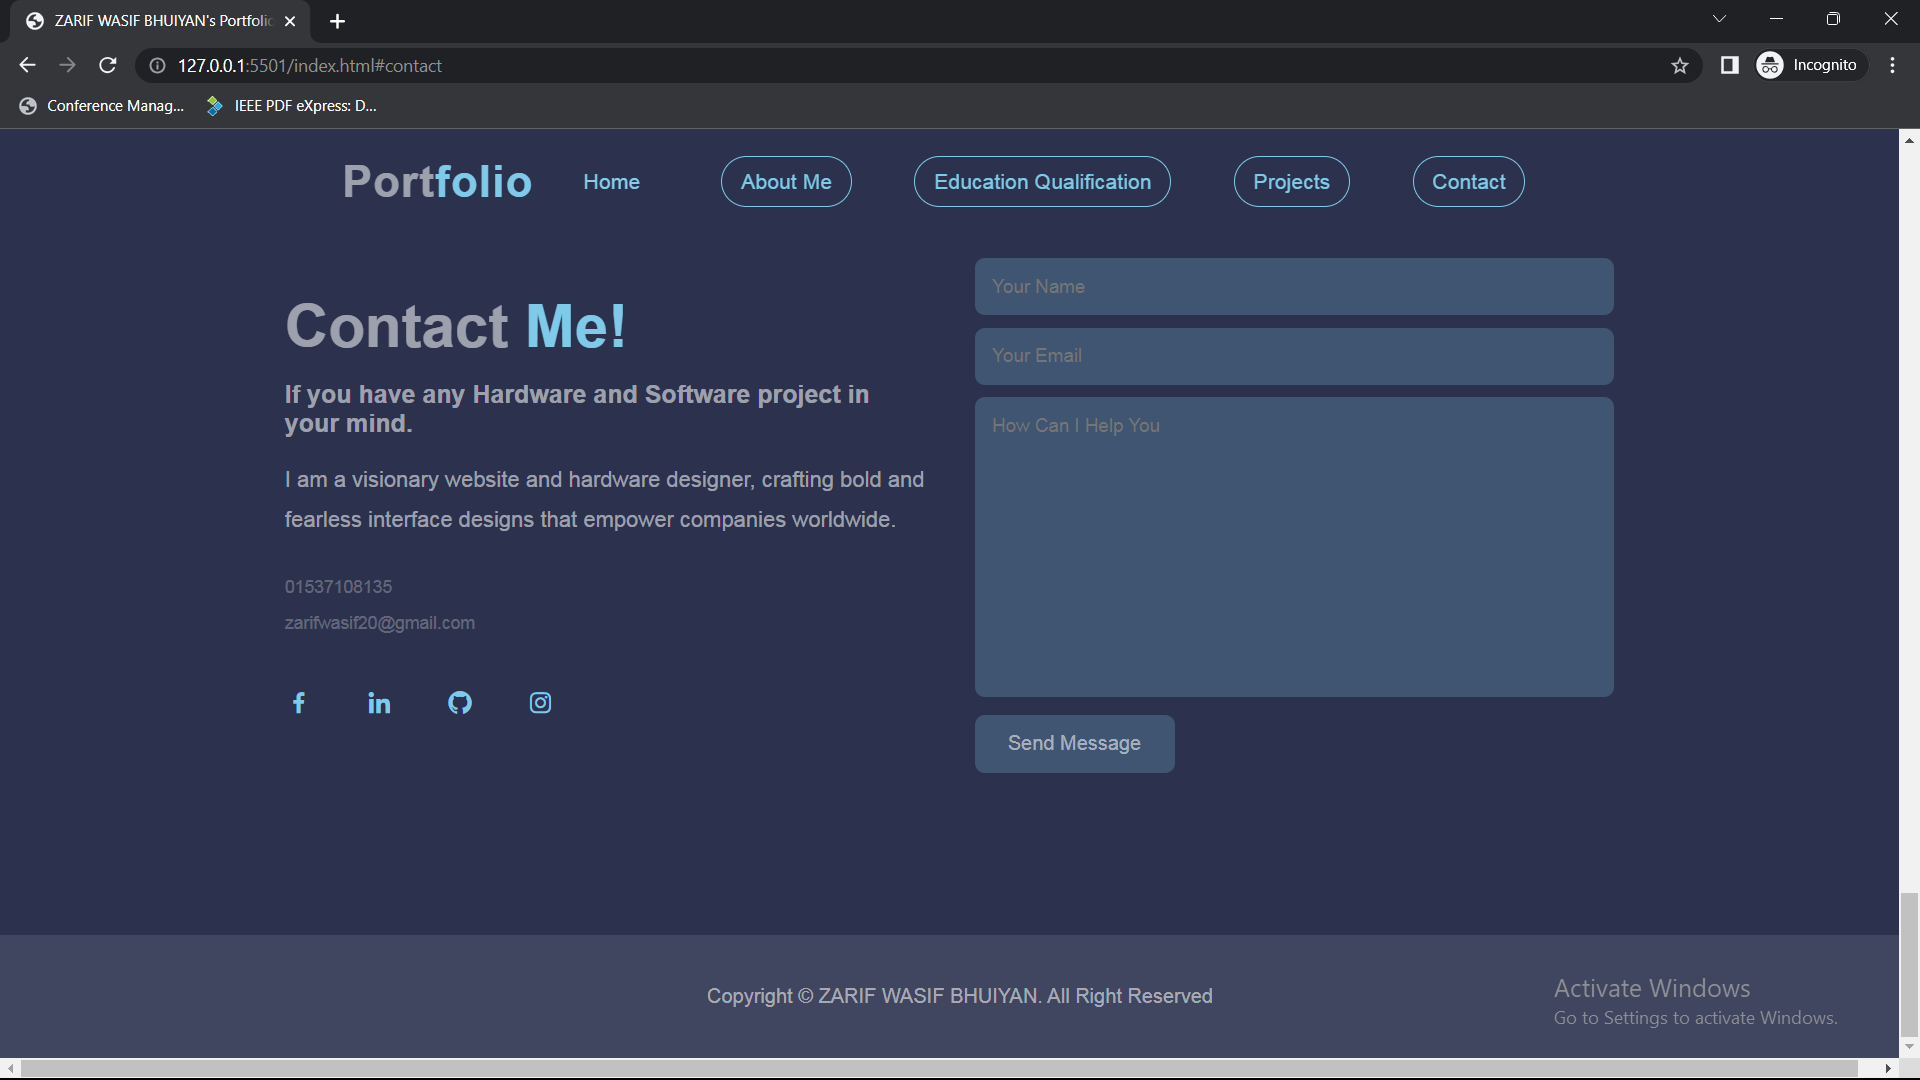 ZARIF WASIF BHUIYAN's Portfolio
127.0.0.1:5501/index.html#contact
Incognito
Conference Manag... IEEE PDF eXpress: D...
Portfolio Home About Me Education Qualification Projects Contact
Contact Me!
If you have any Hardware and Software project in
your mind.
I am a visionary website and hardware designer, crafting bold and
fearless interface designs that empower companies worldwide.
01537108135
zarifwasif20@gmail.com
Your Name
Your Email
How Can I Help You
Send Message
Copyright © ZARIF WASIF BHUIYAN. All Right Reserved
Activate Windows
Go to Settings to activate Windows.